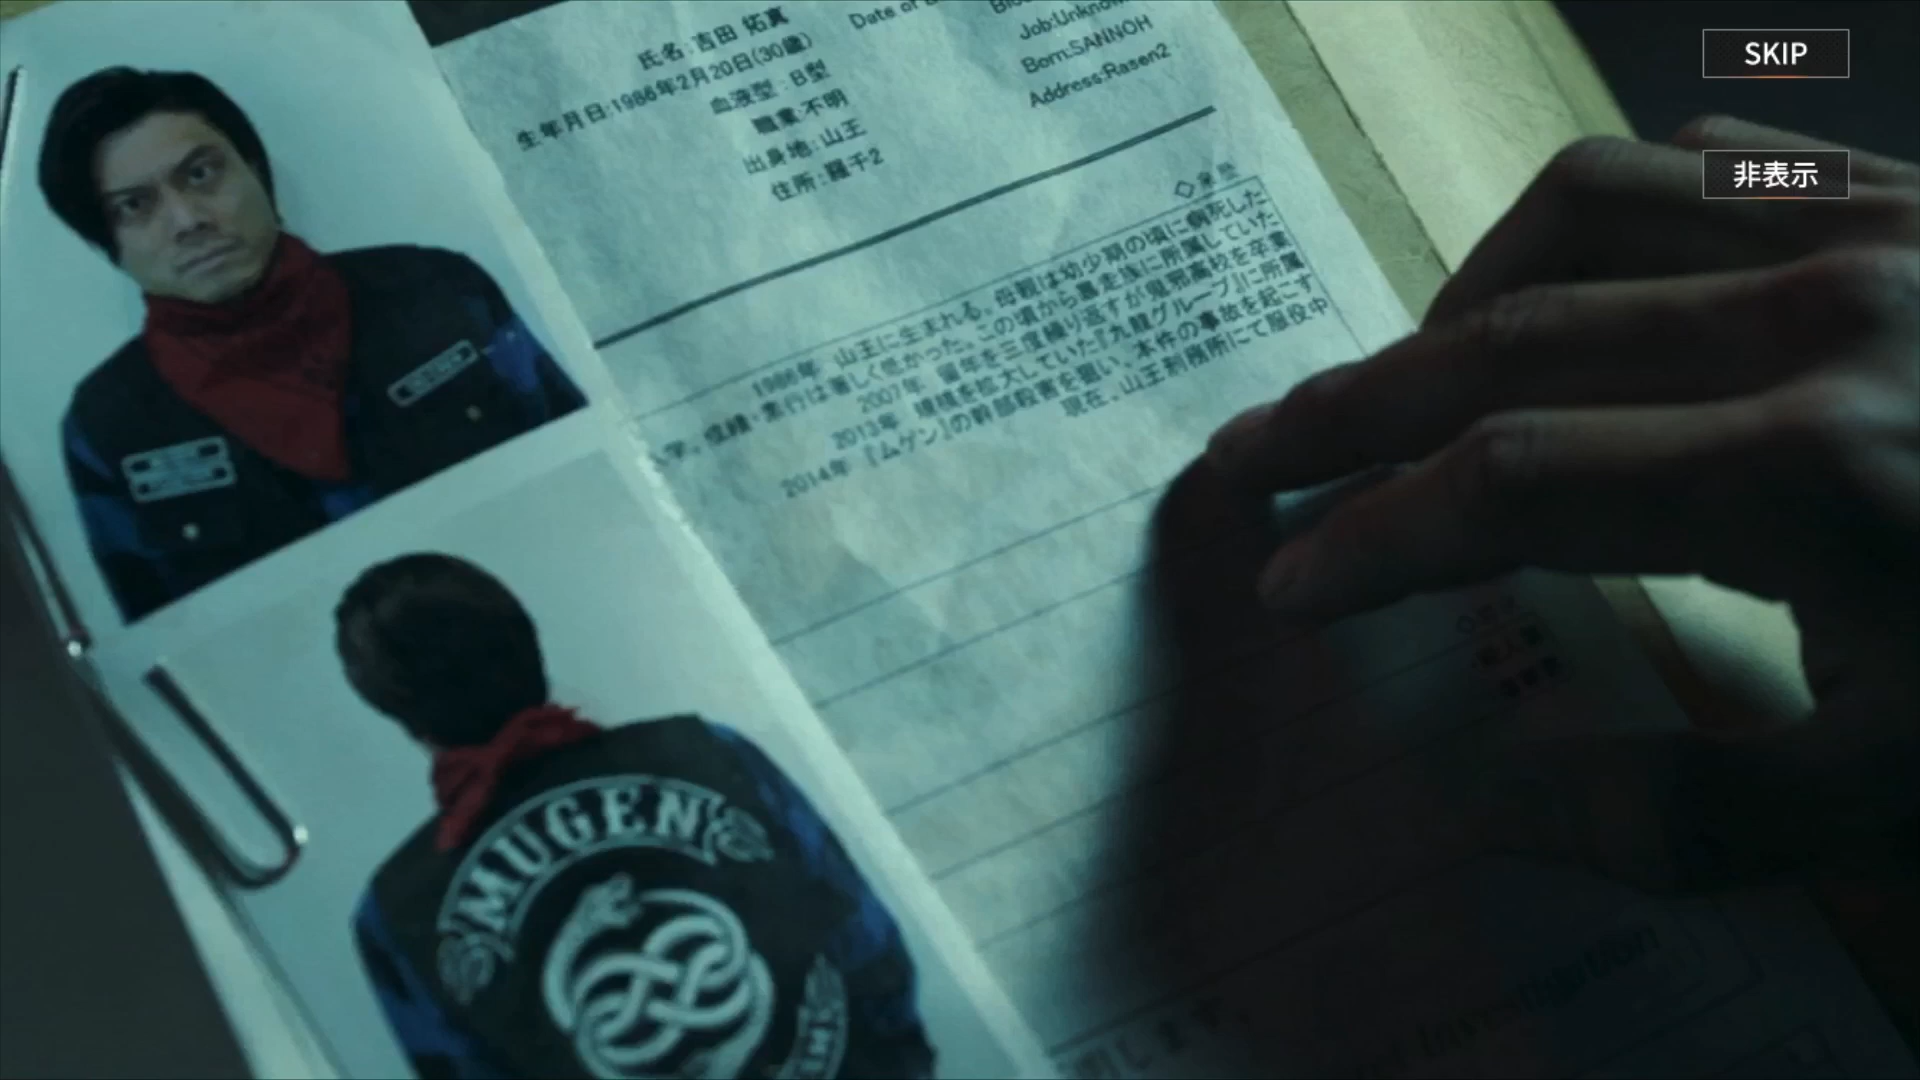 SKIP
非表示
氏名:吉田 拓真
生年月日:1986年2月20日(30歳)
血液型:B型
職業:不明
出身地:山王
住所:羅千2
Date of
Job:Unknown
Born:SANNOH
Address:Rasen2
1986年、山王に生まれる。母親は幼少期の頃に病死した
入学。成績・素行は著しく低かった。この頃から暴走族に所属していた
2007年 留年を三度繰り返すが鬼邪高校を卒業
2013年 規模を拡大していた『九龍グループ』に所属
2014年 『ムゲン』の幹部殺害を狙い、本件の事故を起こす
現在、山王刑務所にて服役中
MUGEN